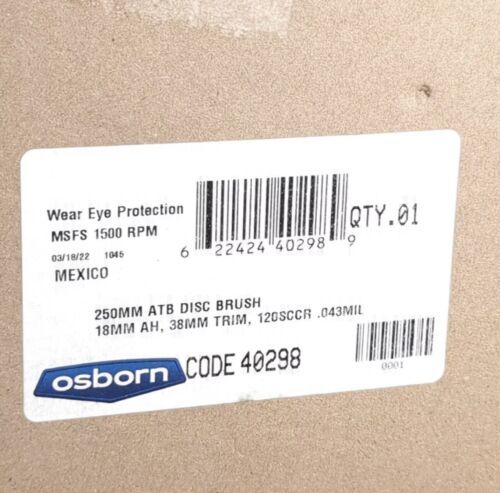 Wear Eye Protection
MSFS 1500 RPM
03/18/22 1045
MEXICO
6 22424 40298 9
QTY.01
250MM ATB DISC BRUSH
18MM AH, 38MM TRIM, 120SCCR .043MIL
osborn
CODE 40298
0001